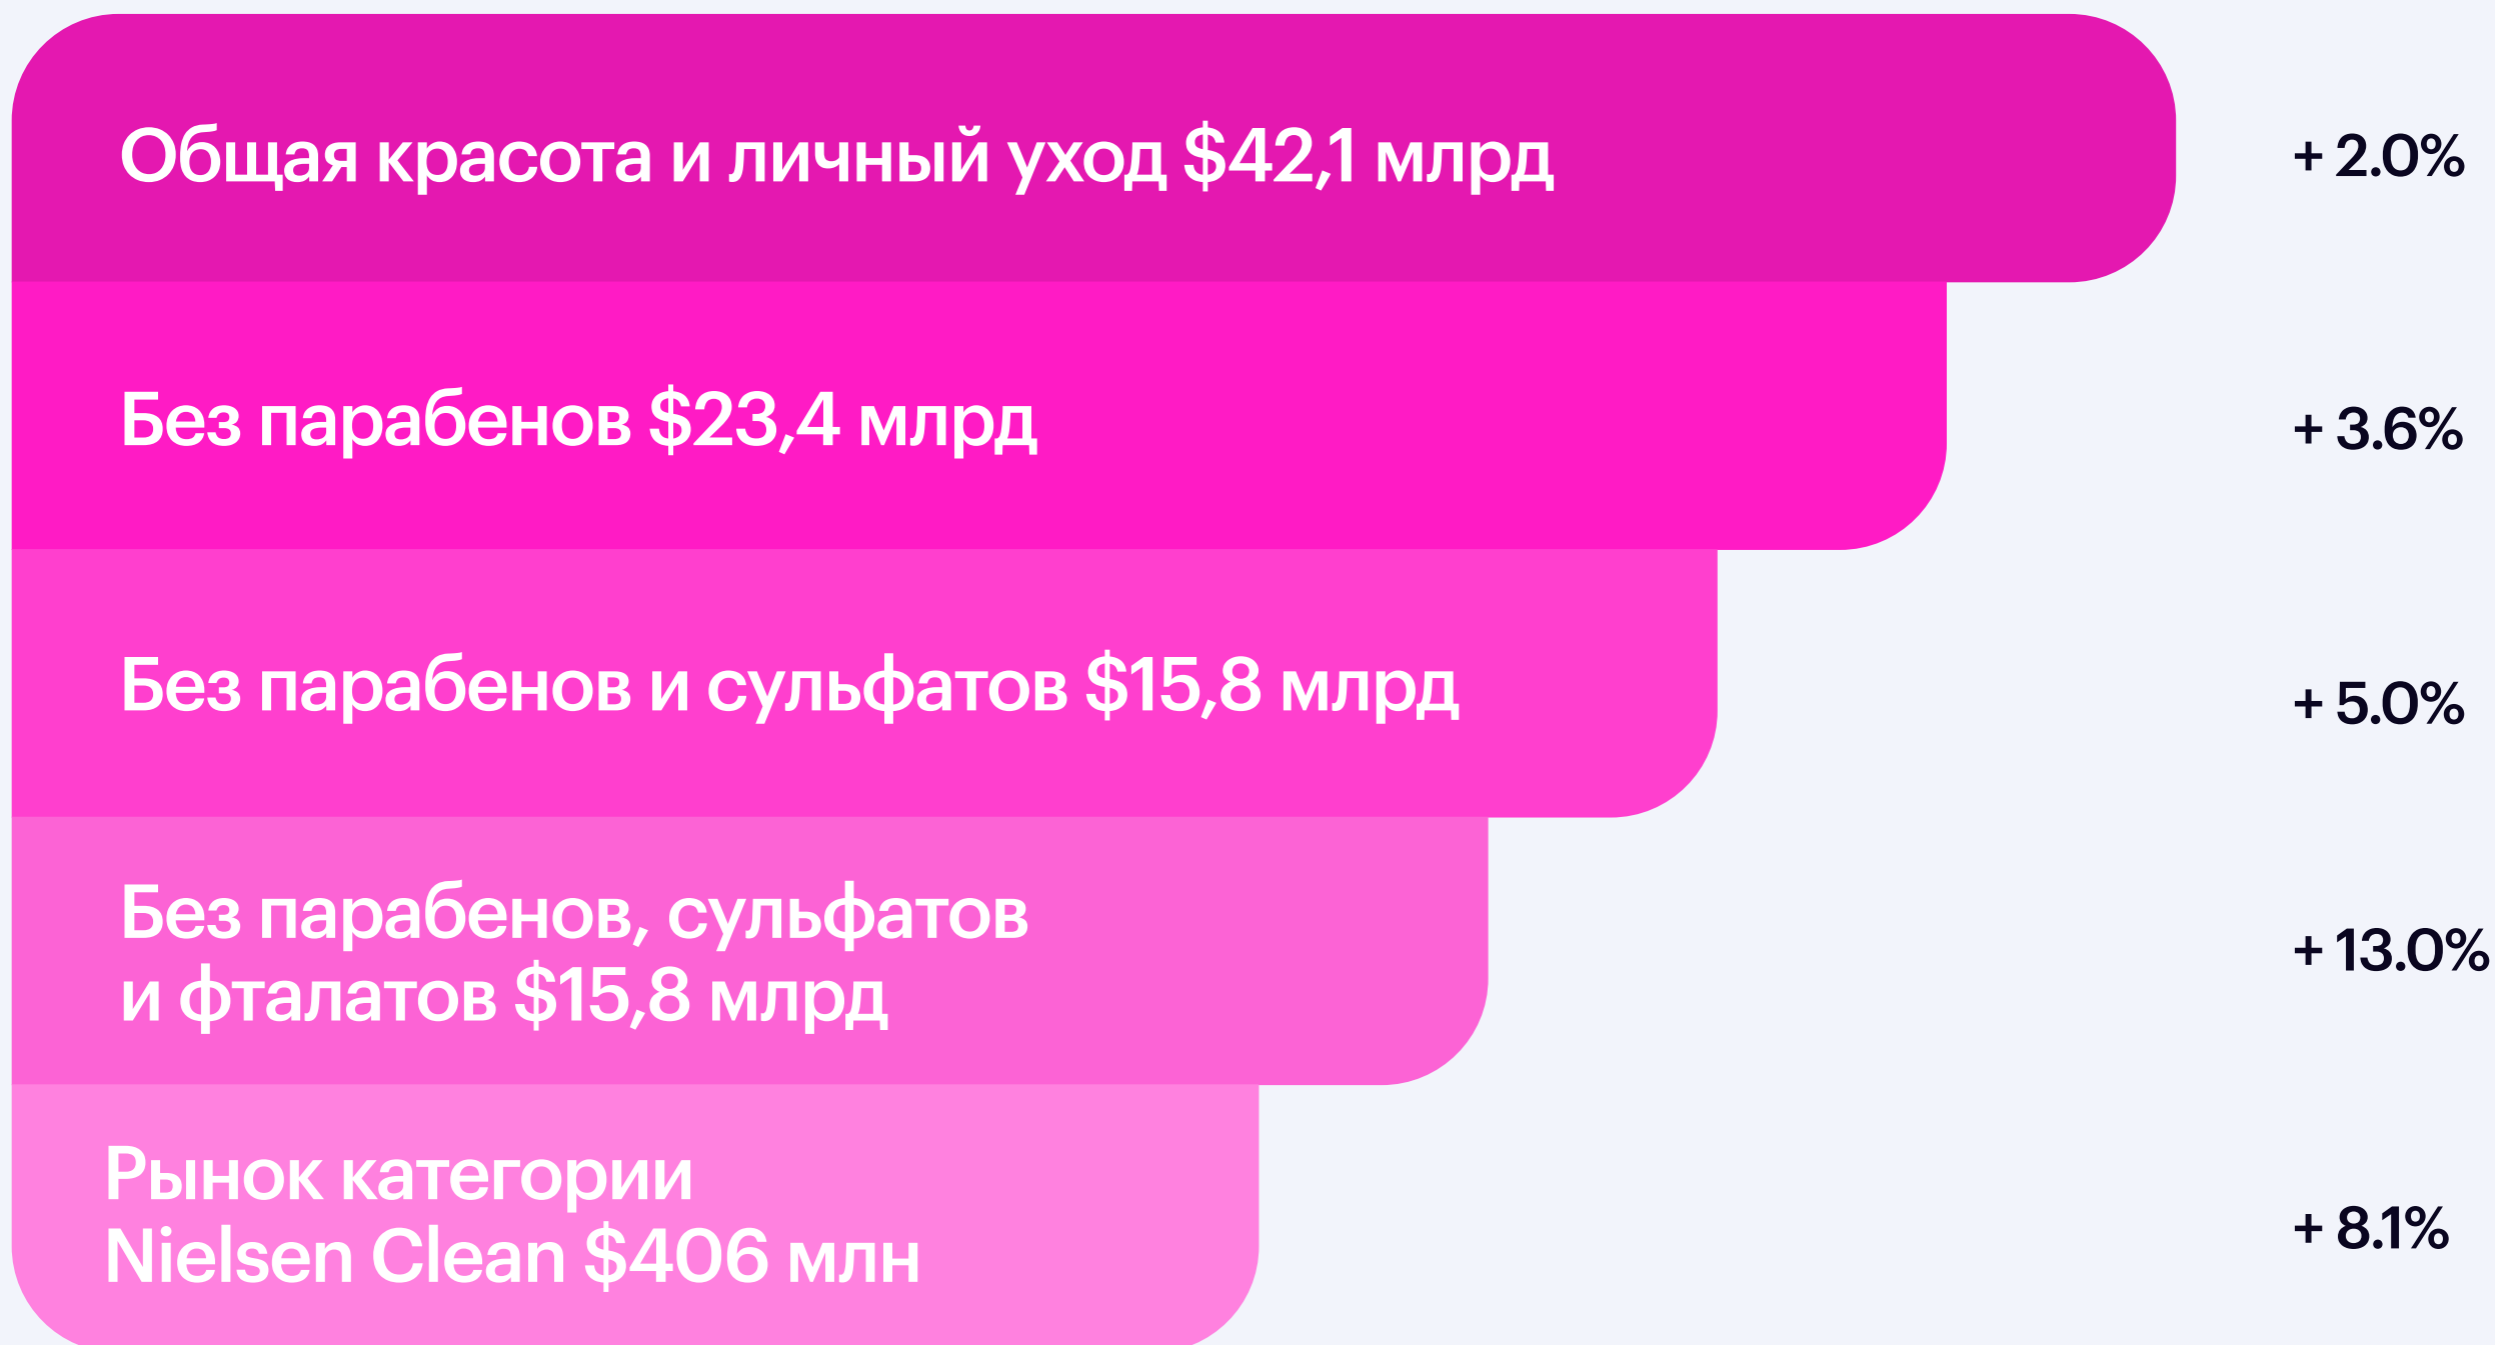 Общая красота и личный уход $42,1 млрд
+ 2.0%
Без парабенов $23,4 млрд
+ 3.6%
Без парабенов и сульфатов $15,8 млрд
+ 5.0%
Без парабенов, сульфатов
и фталатов $15,8 млрд
+ 13.0%
Рынок категории
Nielsen Clean $406 млн
+ 8.1%